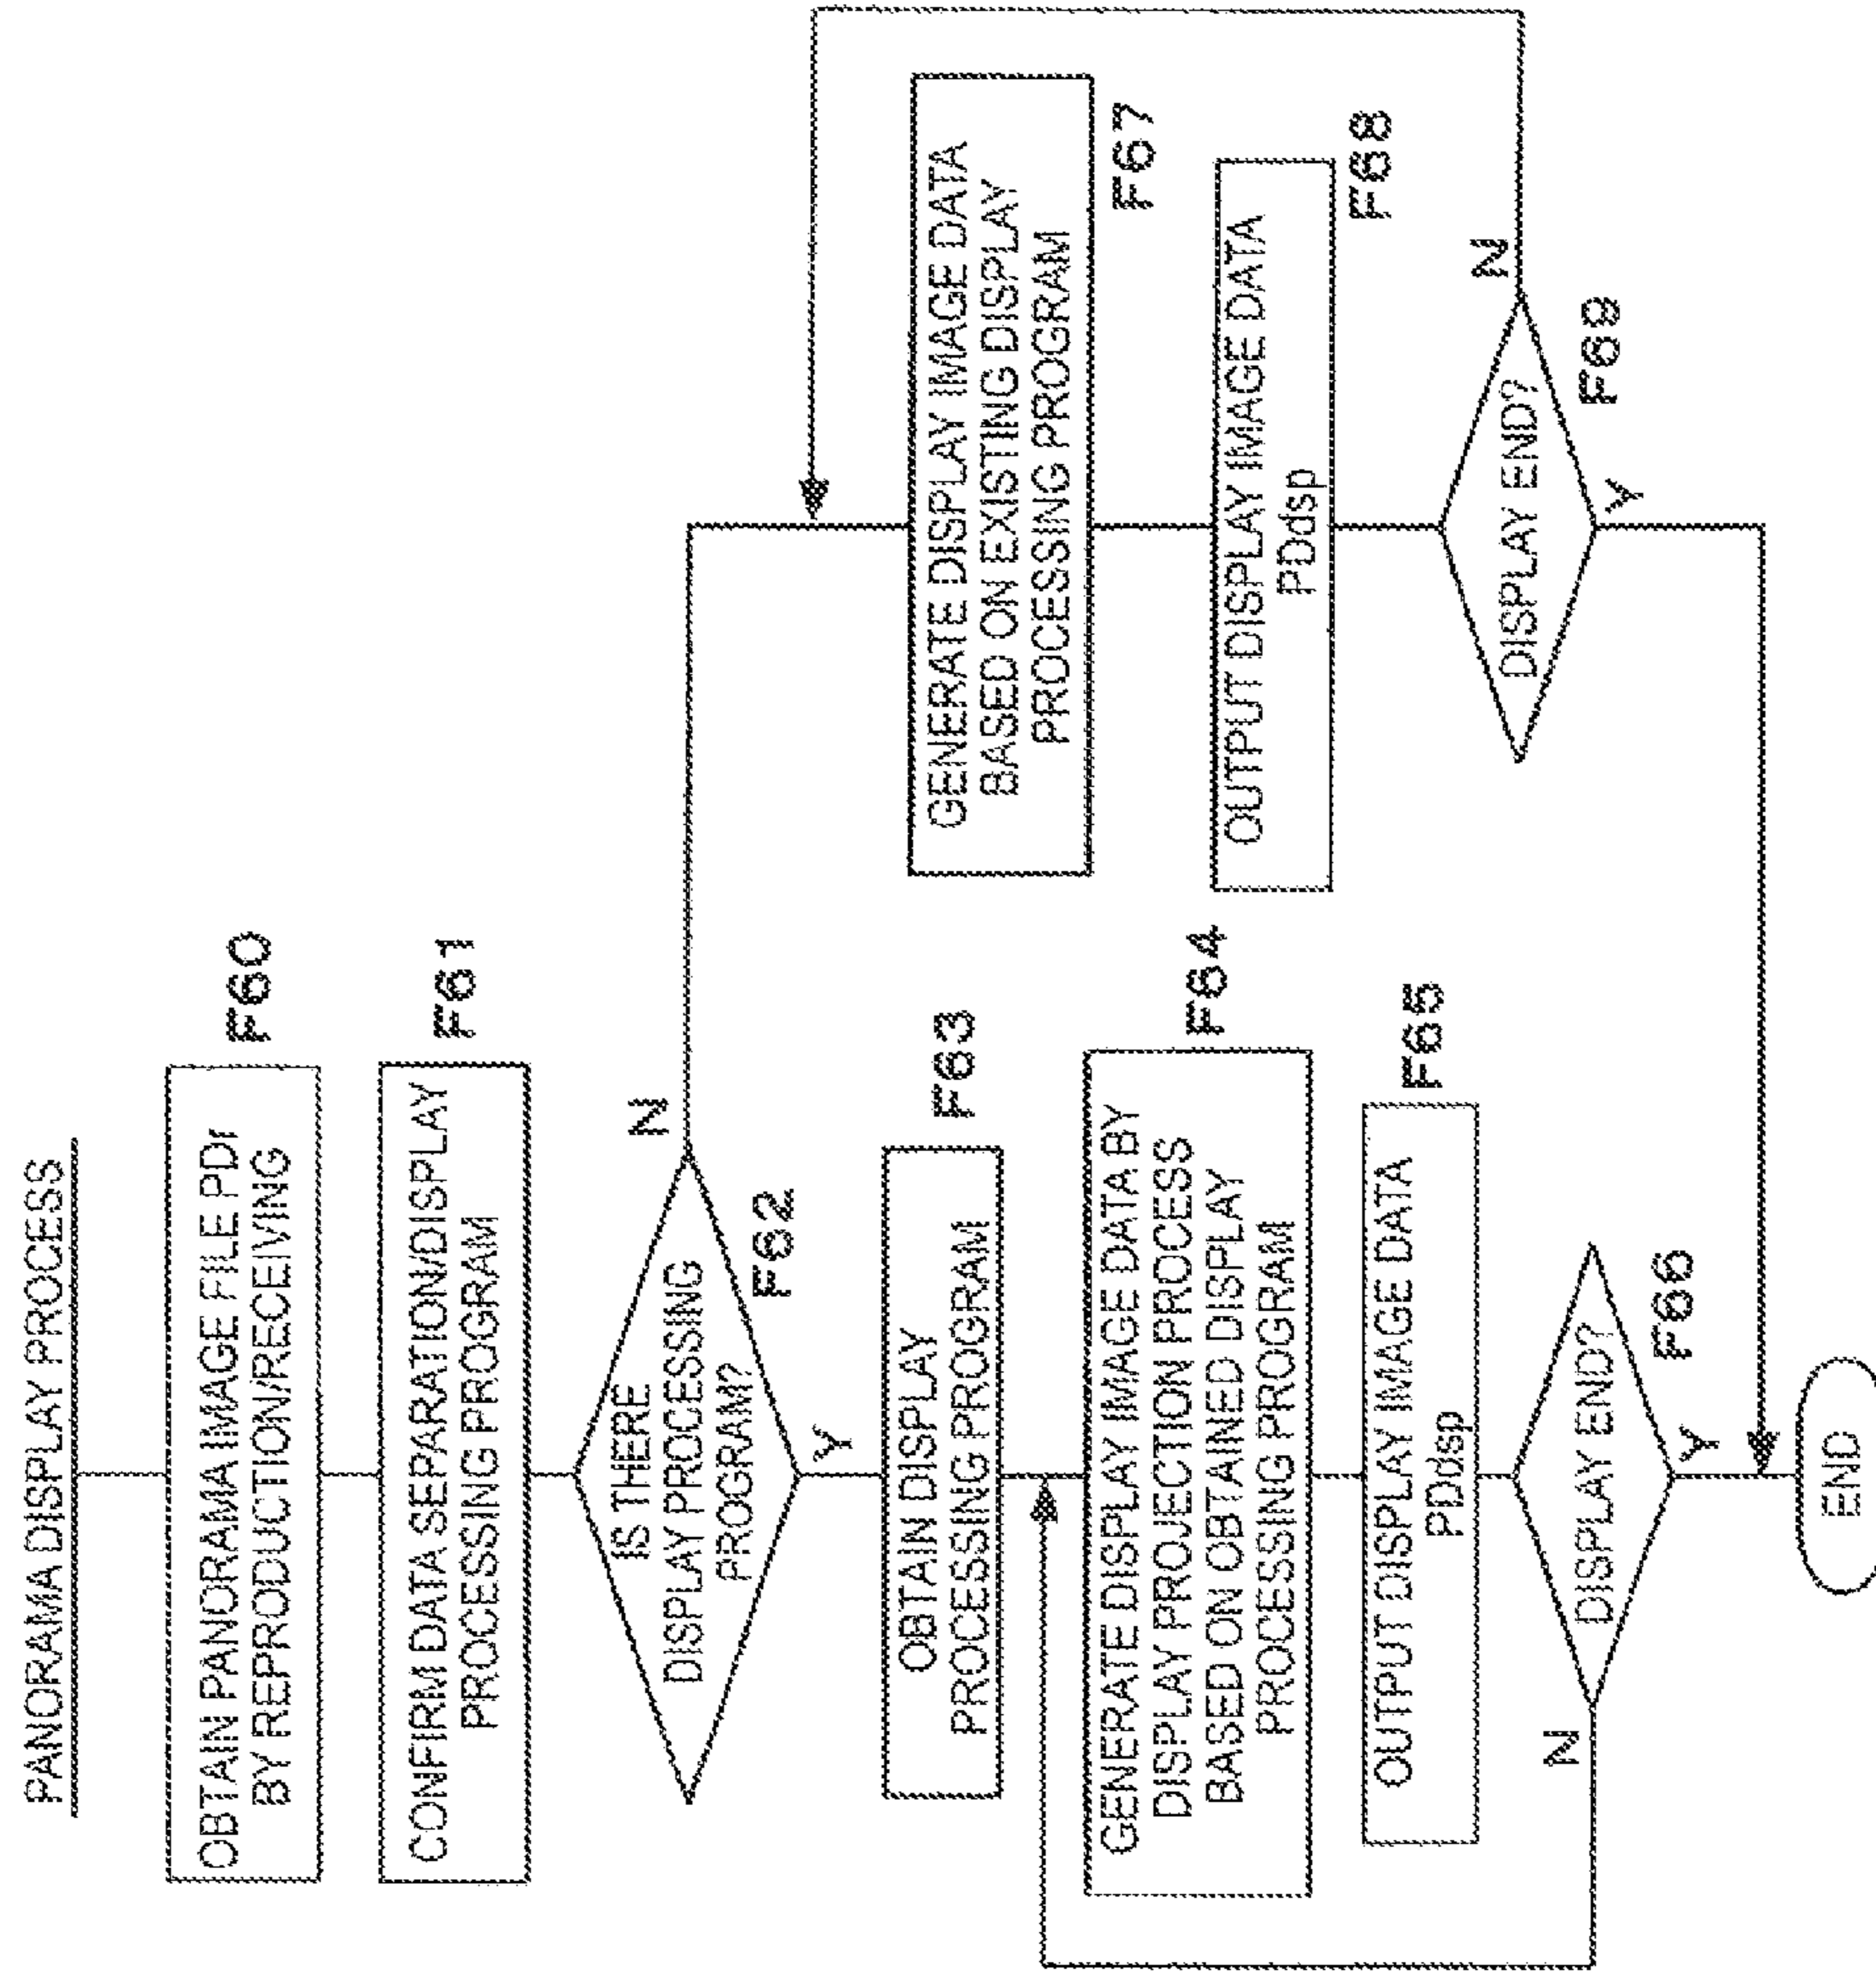 PANORAMA DISPLAY PROCESS
OBTAIN PANORAMA IMAGE FILE PDr
BY REPRODUCTION/RECEIVING
F60
CONFIRM DATA SEPARATION/DISPLAY
PROCESSING PROGRAM
F61
IS THERE
DISPLAY PROCESSING
PROGRAM?
F62
N
Y
OBTAIN DISPLAY
PROCESSING PROGRAM
F63
GENERATE DISPLAY IMAGE DATA BY
DISPLAY PROJECTION PROCESS
BASED ON OBTAINED DISPLAY
PROCESSING PROGRAM
F64
OUTPUT DISPLAY IMAGE DATA
PDdsp
F65
DISPLAY END?
F66
N
Y
END
GENERATE DISPLAY IMAGE DATA
BASED ON EXISTING DISPLAY
PROCESSING PROGRAM
F67
OUTPUT DISPLAY IMAGE DATA
PDdsp
F68
DISPLAY END?
F69
N
Y